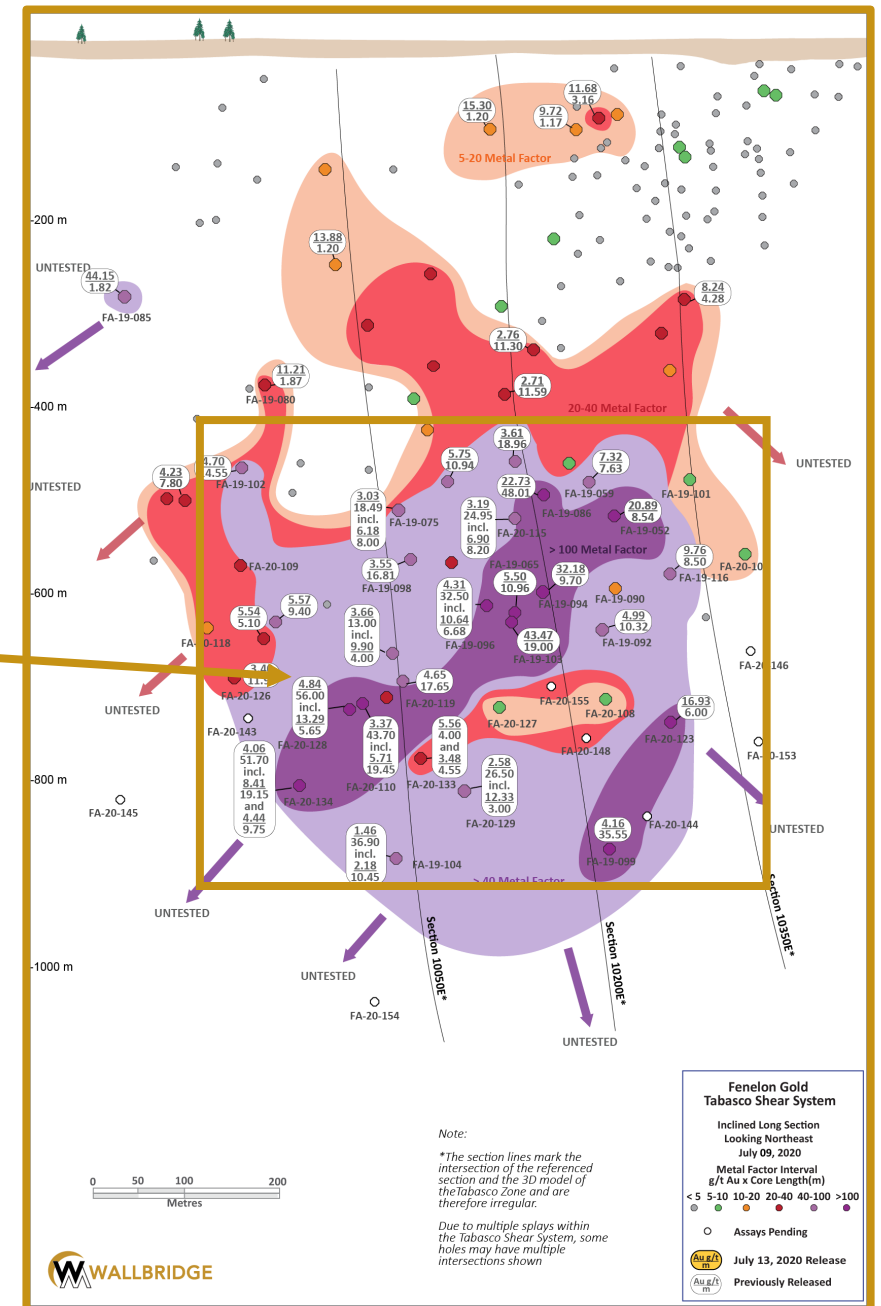 11.68
3.16
15.30
1.20
9.72
1.17
5-20 Metal Factor
-200 m
13.88
1.20
UNTESTED
44.15
1.82
FA-19-085
8.24
4.28
2.76
11.30
11.21
1.87
FA-19-080
2.71
11.59
-400 m
20-40 Metal Factor
3.61
18.96
UNTESTED
4.70
4.55
FA-19-102
5.75
10.94
7.32
7.63
FA-19-059
4.23
7.80
UNTESTED
22.73
48.01
FA-19-086
FA-19-101
3.03
18.49
incl.
6.18
8.00
FA-19-075
3.19
24.95
incl.
6.90
8.20
FA-20-115
20.89
8.54
FA-19-052
> 100 Metal Factor
9.76
8.50
FA-19-116
FA-20-10
FA-20-109
3.55
16.81
FA-19-098
FA-19-065
5.50
10.96
32.18
9.70
FA-19-094
-600 m
4.31
32.50
incl.
10.64
6.68
FA-19-096
FA-19-090
5.57
9.40
5.54
5.10
3.66
13.00
incl.
9.90
4.00
4.99
10.32
FA-19-092
FA-20-118
43.47
19.00
FA-19-103
FA-20-146
3.40
FA-20-126
4.84
56.00
incl.
13.29
5.65
4.65
17.65
FA-20-119
FA-20-155
FA-20-108
UNTESTED
16.93
6.00
FA-20-123
FA-20-143
FA-20-128
3.37
43.70
incl.
5.71
19.45
5.56
4.00
and
3.48
4.55
FA-20-127
FA-20-148
FA-20-153
4.06
51.70
incl.
8.41
19.15
and
4.44
9.75
-800 m
FA-20-110
FA-20-133
2.58
26.50
incl.
12.33
3.00
FA-20-134
FA-20-145
FA-20-129
4.16
35.55
FA-20-144
UNTESTED
1.46
36.90
incl.
2.18
10.45
FA-19-104
FA-19-099
> 40 Metal Factor
UNTESTED
Section 10050E*
Section 10200E*
Section 10350E*
-1000 m
UNTESTED
FA-20-154
UNTESTED
Note:
*The section lines mark the
intersection of the referenced
section and the 3D model of
theTabasco Zone and are
therefore irregular.
Due to multiple splays within
the Tabasco Shear System, some
holes may have multiple
intersections shown
0 50 100 200
Metres
WALLBRIDGE
Fenelon Gold
Tabasco Shear System
Inclined Long Section
Looking Northeast
July 09, 2020
Metal Factor Interval
g/t Au x Core Length(m)
< 5 5-10 10-20 20-40 40-100 >100
Assays Pending
Au g/t
m
July 13, 2020 Release
Au g/t
m
Previously Released